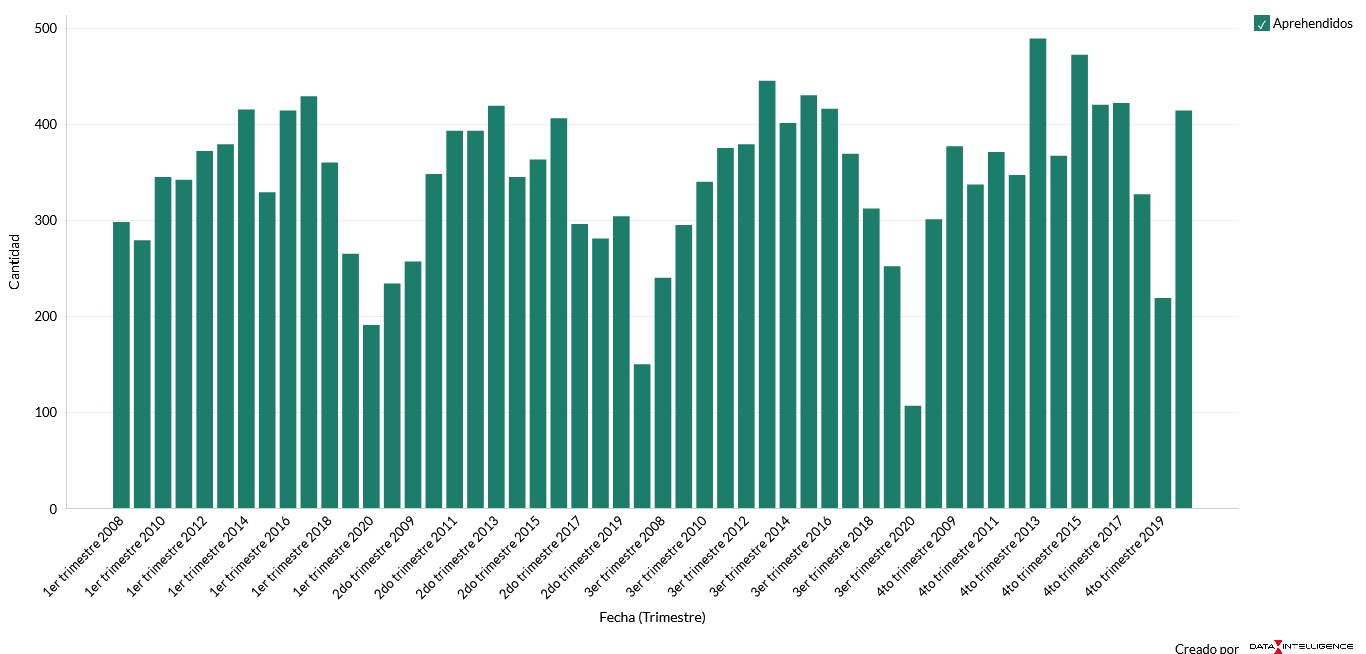 500
400
300
200
100
0
Cantidad
Aprehendidos
1er trimestre 2008
1er trimestre 2010
1er trimestre 2012
1er trimestre 2014
1er trimestre 2016
1er trimestre 2018
1er trimestre 2020
2do trimestre 2009
2do trimestre 2011
2do trimestre 2013
2do trimestre 2015
2do trimestre 2017
2do trimestre 2019
3er trimestre 2008
3er trimestre 2010
3er trimestre 2012
3er trimestre 2014
3er trimestre 2016
3er trimestre 2018
3er trimestre 2020
4to trimestre 2009
4to trimestre 2011
4to trimestre 2013
4to trimestre 2015
4to trimestre 2017
4to trimestre 2019
Fecha (Trimestre)
Creado por DATA INTELLIGENCE